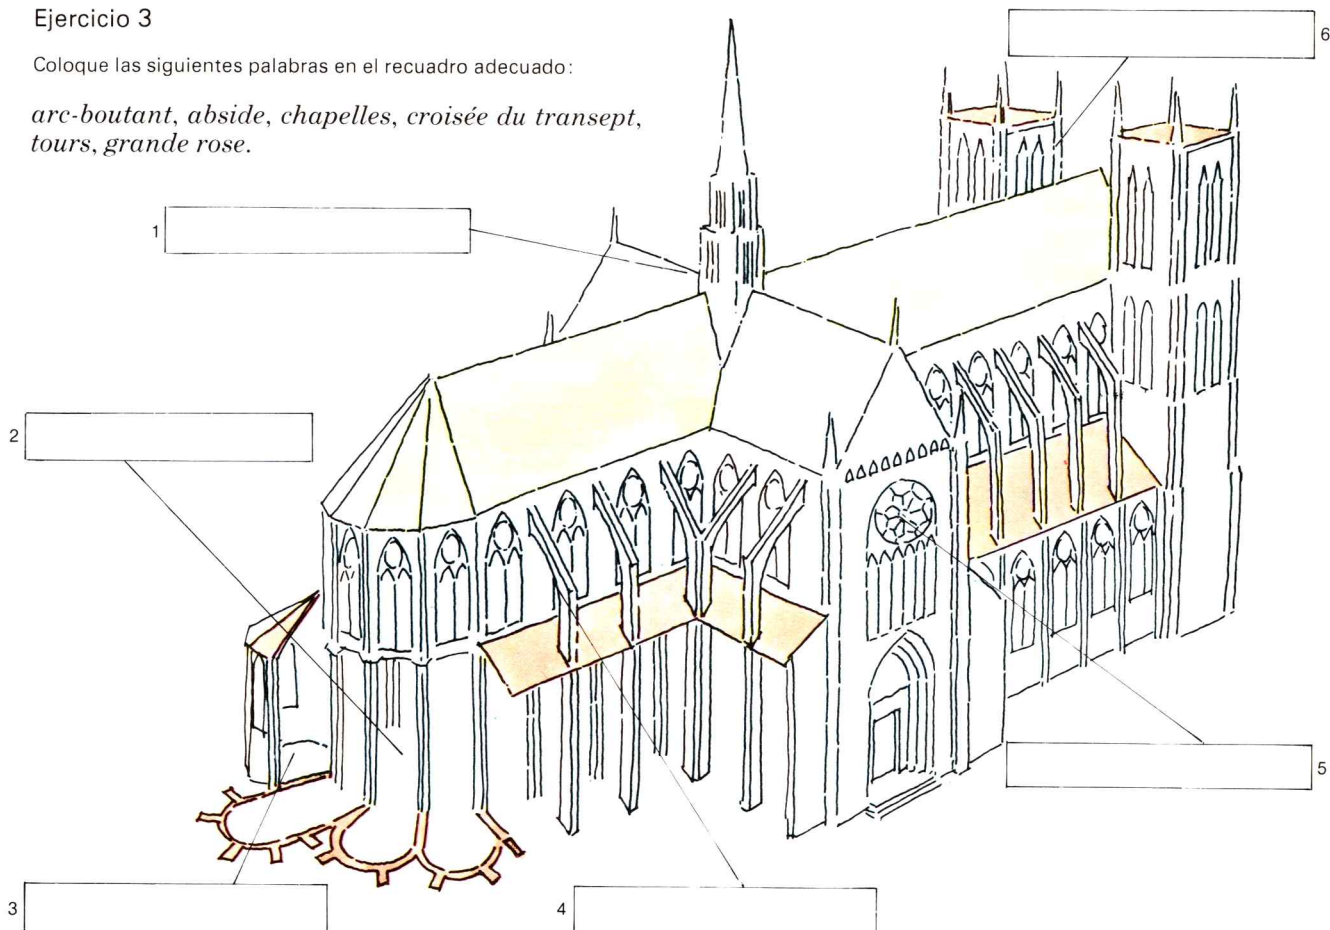 Ejercicio 3
6
Coloque las siguientes palabras en el recuadro adecuado:
arc-boutant, abside, chapelles, croisée du transept,
tours, grande rose.
1
2
5
3
4